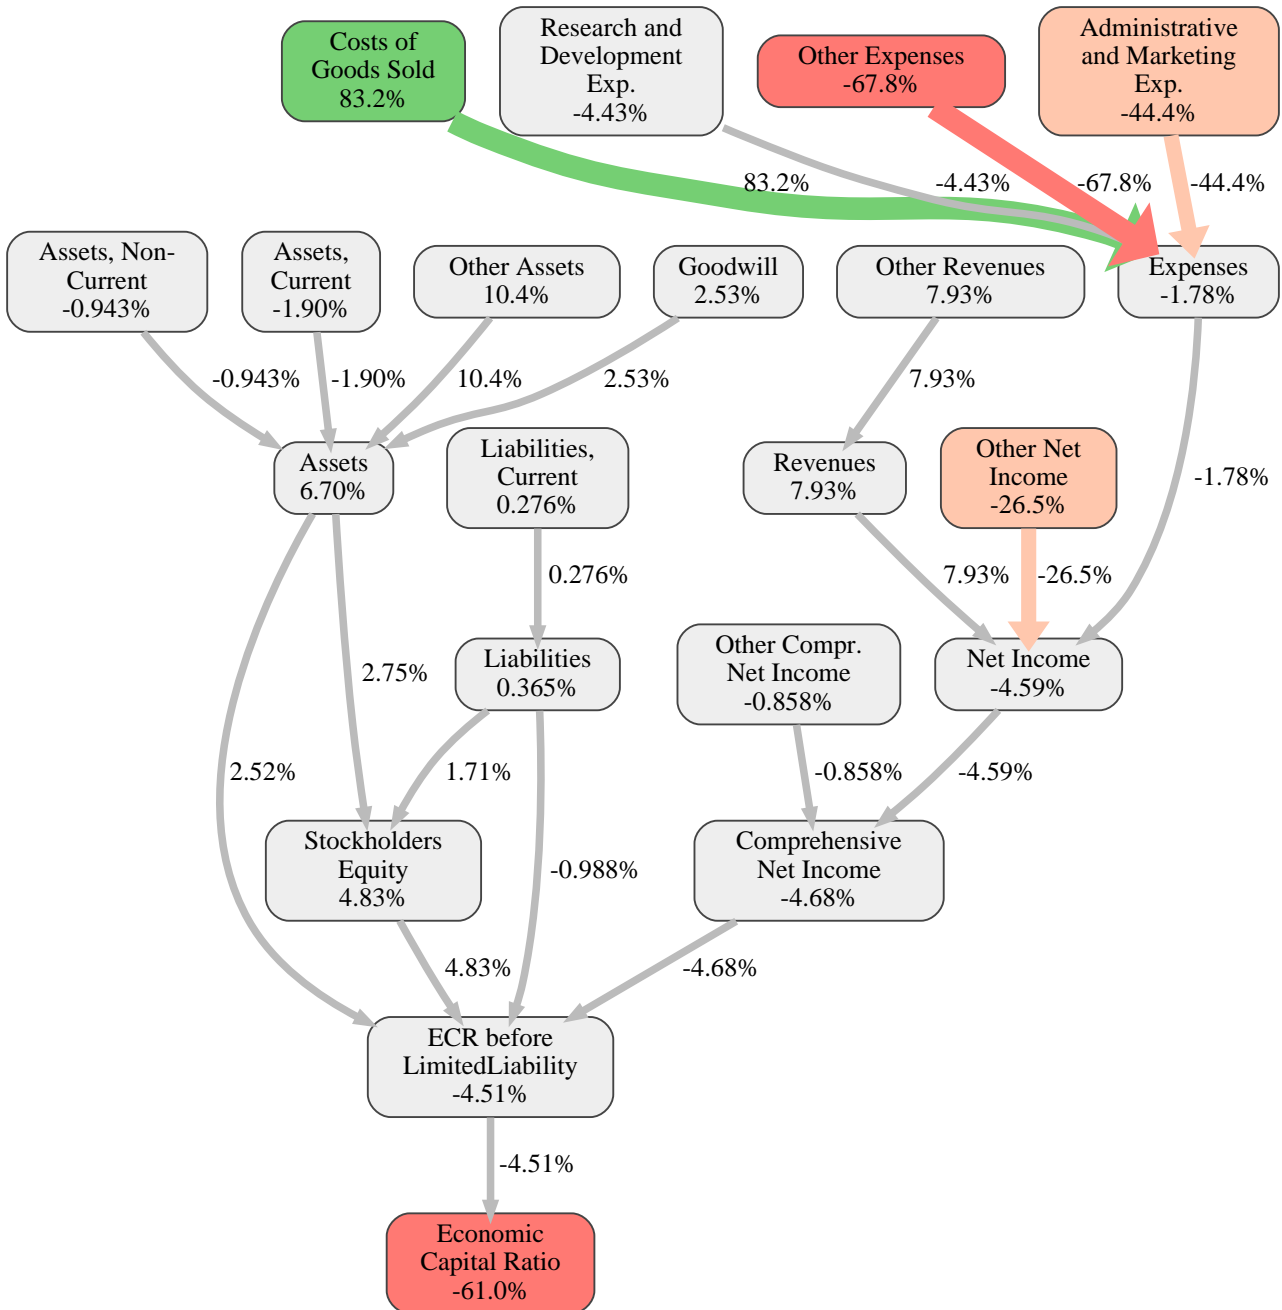 Costs of
Goods Sold
83.2%
Research and
Development
Exp.
-4.43%
Other Expenses
-67.8%
Administrative
and Marketing
Exp.
-44.4%
83.2%
-4.43%
-67.8%
-44.4%
Assets, Non-
Current
-0.943%
Assets,
Current
-1.90%
Other Assets
10.4%
Goodwill
2.53%
Other Revenues
7.93%
Expenses
-1.78%
-0.943%
-1.90%
10.4%
2.53%
7.93%
Assets
6.70%
Liabilities,
Current
0.276%
Revenues
7.93%
Other Net
Income
-26.5%
-1.78%
0.276%
7.93%
-26.5%
2.75%
Liabilities
0.365%
Other Compr.
Net Income
-0.858%
Net Income
-4.59%
2.52%
1.71%
-0.858%
-4.59%
Stockholders
Equity
4.83%
-0.988%
Comprehensive
Net Income
-4.68%
4.83%
-4.68%
ECR before
LimitedLiability
-4.51%
-4.51%
Economic
Capital Ratio
-61.0%